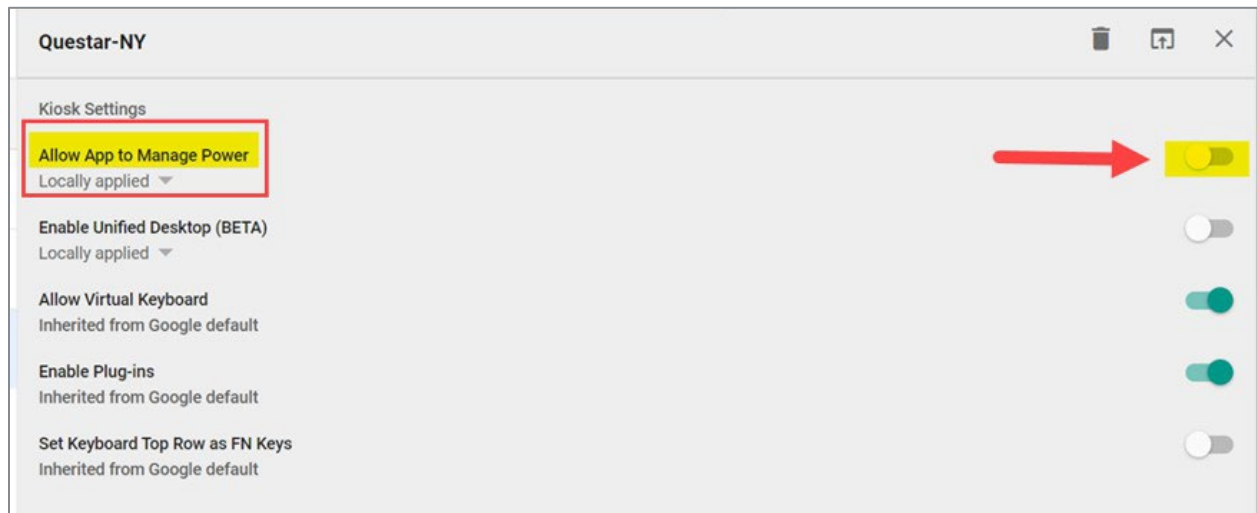 Questar-NY
Kiosk Settings
Allow App to Manage Power
Locally applied
Enable Unified Desktop (BETA)
Locally applied
Allow Virtual Keyboard
Inherited from Google default
Enable Plug-ins
Inherited from Google default
Set Keyboard Top Row as FN Keys
Inherited from Google default